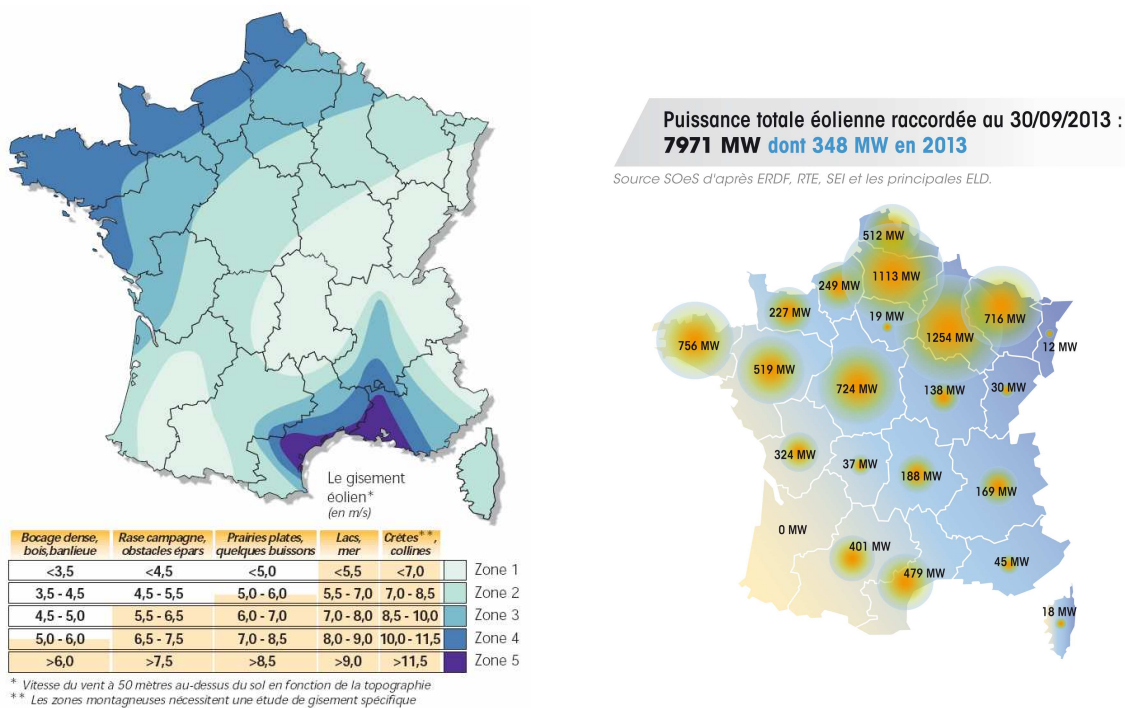 Le gisement
éolien*
(en m/s)
Bocage dense,
bois,banlieue
Rase campagne,
obstacles épars
Prairies plates,
quelques buissons
Lacs,
mer
Crêtes**,
collines
<3,5 <4,5 <5,0 <5,5 <7,0 Zone 1
3,5 - 4,5 4,5 - 5,5 5,0 - 6,0 5,5 - 7,0 7,0 - 8,5 Zone 2
4,5 - 5,0 5,5 - 6,5 6,0 - 7,0 7,0 - 8,0 8,5 - 10,0 Zone 3
5,0 - 6,0 6,5 - 7,5 7,0 - 8,5 8,0 - 9,0 10,0 - 11,5 Zone 4
>6,0 >7,5 >8,5 >9,0 >11,5 Zone 5
* Vitesse du vent à 50 mètres au-dessus du sol en fonction de la topographie
** Les zones montagneuses nécessitent une étude de gisement spécifique
Puissance totale éolienne raccordée au 30/09/2013 :
7971 MW dont 348 MW en 2013
Source SOeS d'après ERDF, RTE, SEI et les principales ELD.
512 MW
1113 MW
249 MW
227 MW
19 MW
716 MW
756 MW
1254 MW
12 MW
519 MW
724 MW
138 MW
30 MW
324 MW
37 MW
188 MW
169 MW
0 MW
401 MW
479 MW
45 MW
18 MW